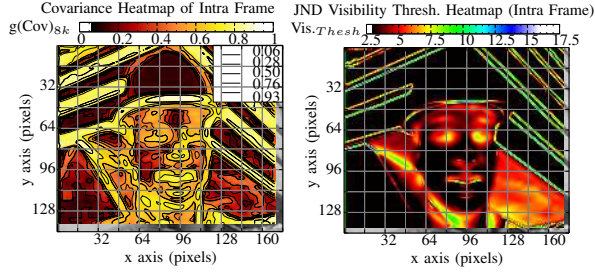 Covariance Heatmap of Intra Frame
g(Cov)8k
0 0.2 0.4 0.6 0.8 1
0.06
0.28
0.50
0.76
0.93
32
64
96
128
y axis (pixels)
32 64 96 128 160
x axis (pixels)
JND Visibility Thresh. Heatmap (Intra Frame)
Vis.Thesh
2.5 5 7.5 10 12.5 15 17.5
32
64
96
128
y axis (pixels)
32 64 96 128 160
x axis (pixels)